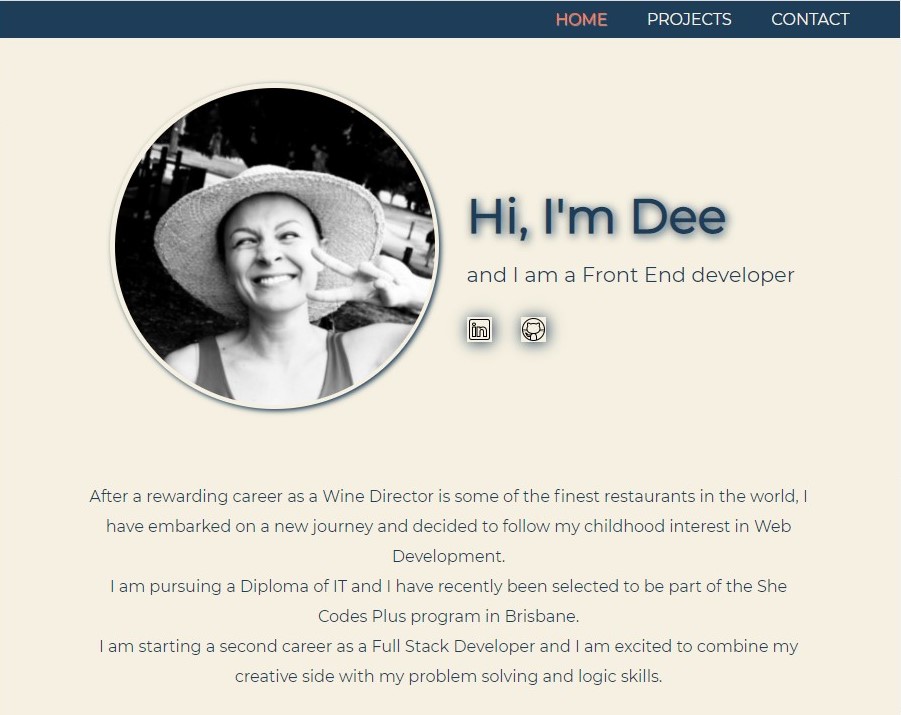 HOME PROJECTS CONTACT
Hi, I'm Dee
and I am a Front End developer
in
After a rewarding career as a Wine Director is some of the finest restaurants in the world, I
have embarked on a new journey and decided to follow my childhood interest in Web
Development.
I am pursuing a Diploma of IT and I have recently been selected to be part of the She
Codes Plus program in Brisbane.
I am starting a second career as a Full Stack Developer and I am excited to combine my
creative side with my problem solving and logic skills.